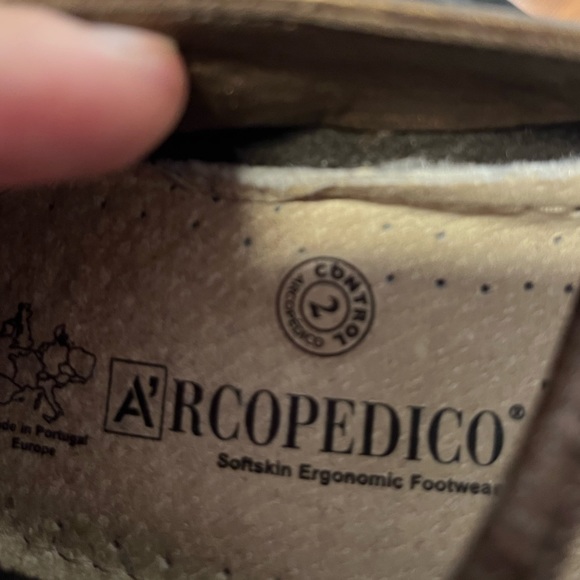 CONTROL
ARCOPEDICO
2
A'RCOPEDICO®
Softskin Ergonomic Footwear
de in Portugal
Europe